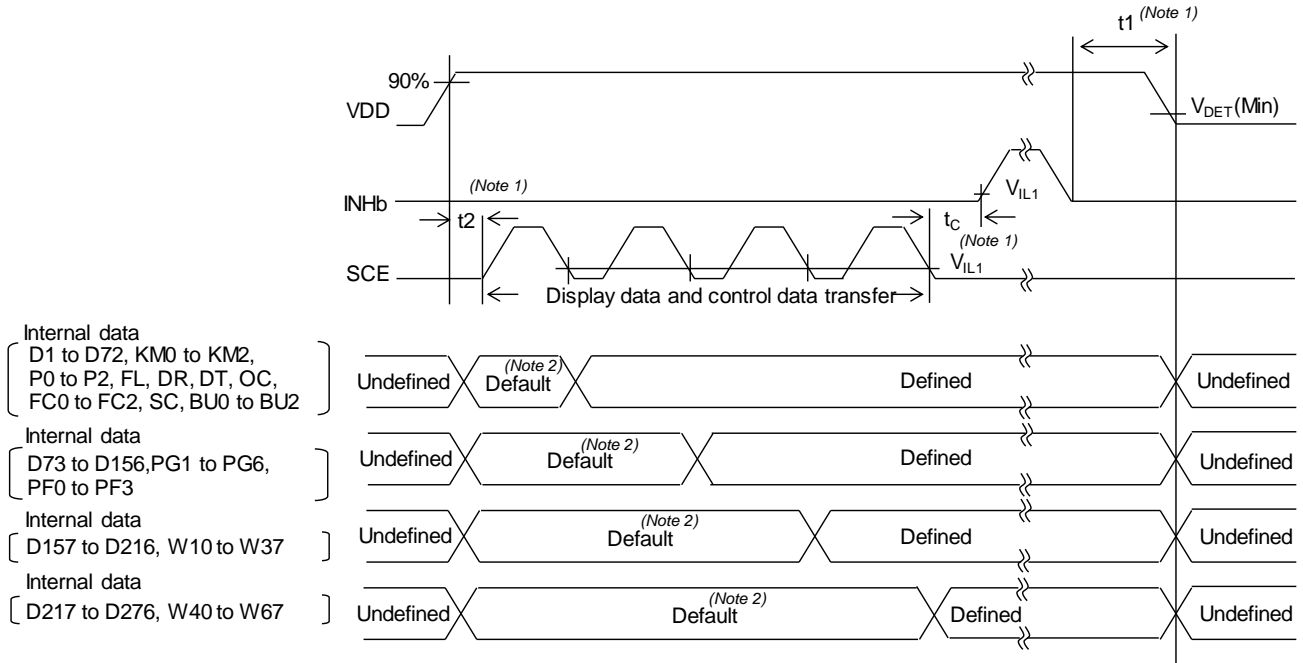 t1 (Note 1)
90%
VDD
VDET(Min)
(Note 1)
VIL1
INHb
t2
tC
(Note 1)
VIL1
SCE
Display data and control data transfer
Internal data
D1 to D72, KM0 to KM2,
P0 to P2, FL, DR, DT, OC,
FC0 to FC2, SC, BU0 to BU2
Undefined
(Note 2)
Default
Defined
Undefined
Internal data
D73 to D156,PG1 to PG6,
PF0 to PF3
Undefined
(Note 2)
Default
Defined
Undefined
Internal data
D157 to D216, W10 to W37
Undefined
(Note 2)
Default
Defined
Undefined
Internal data
D217 to D276, W40 to W67
Undefined
(Note 2)
Default
Defined
Undefined